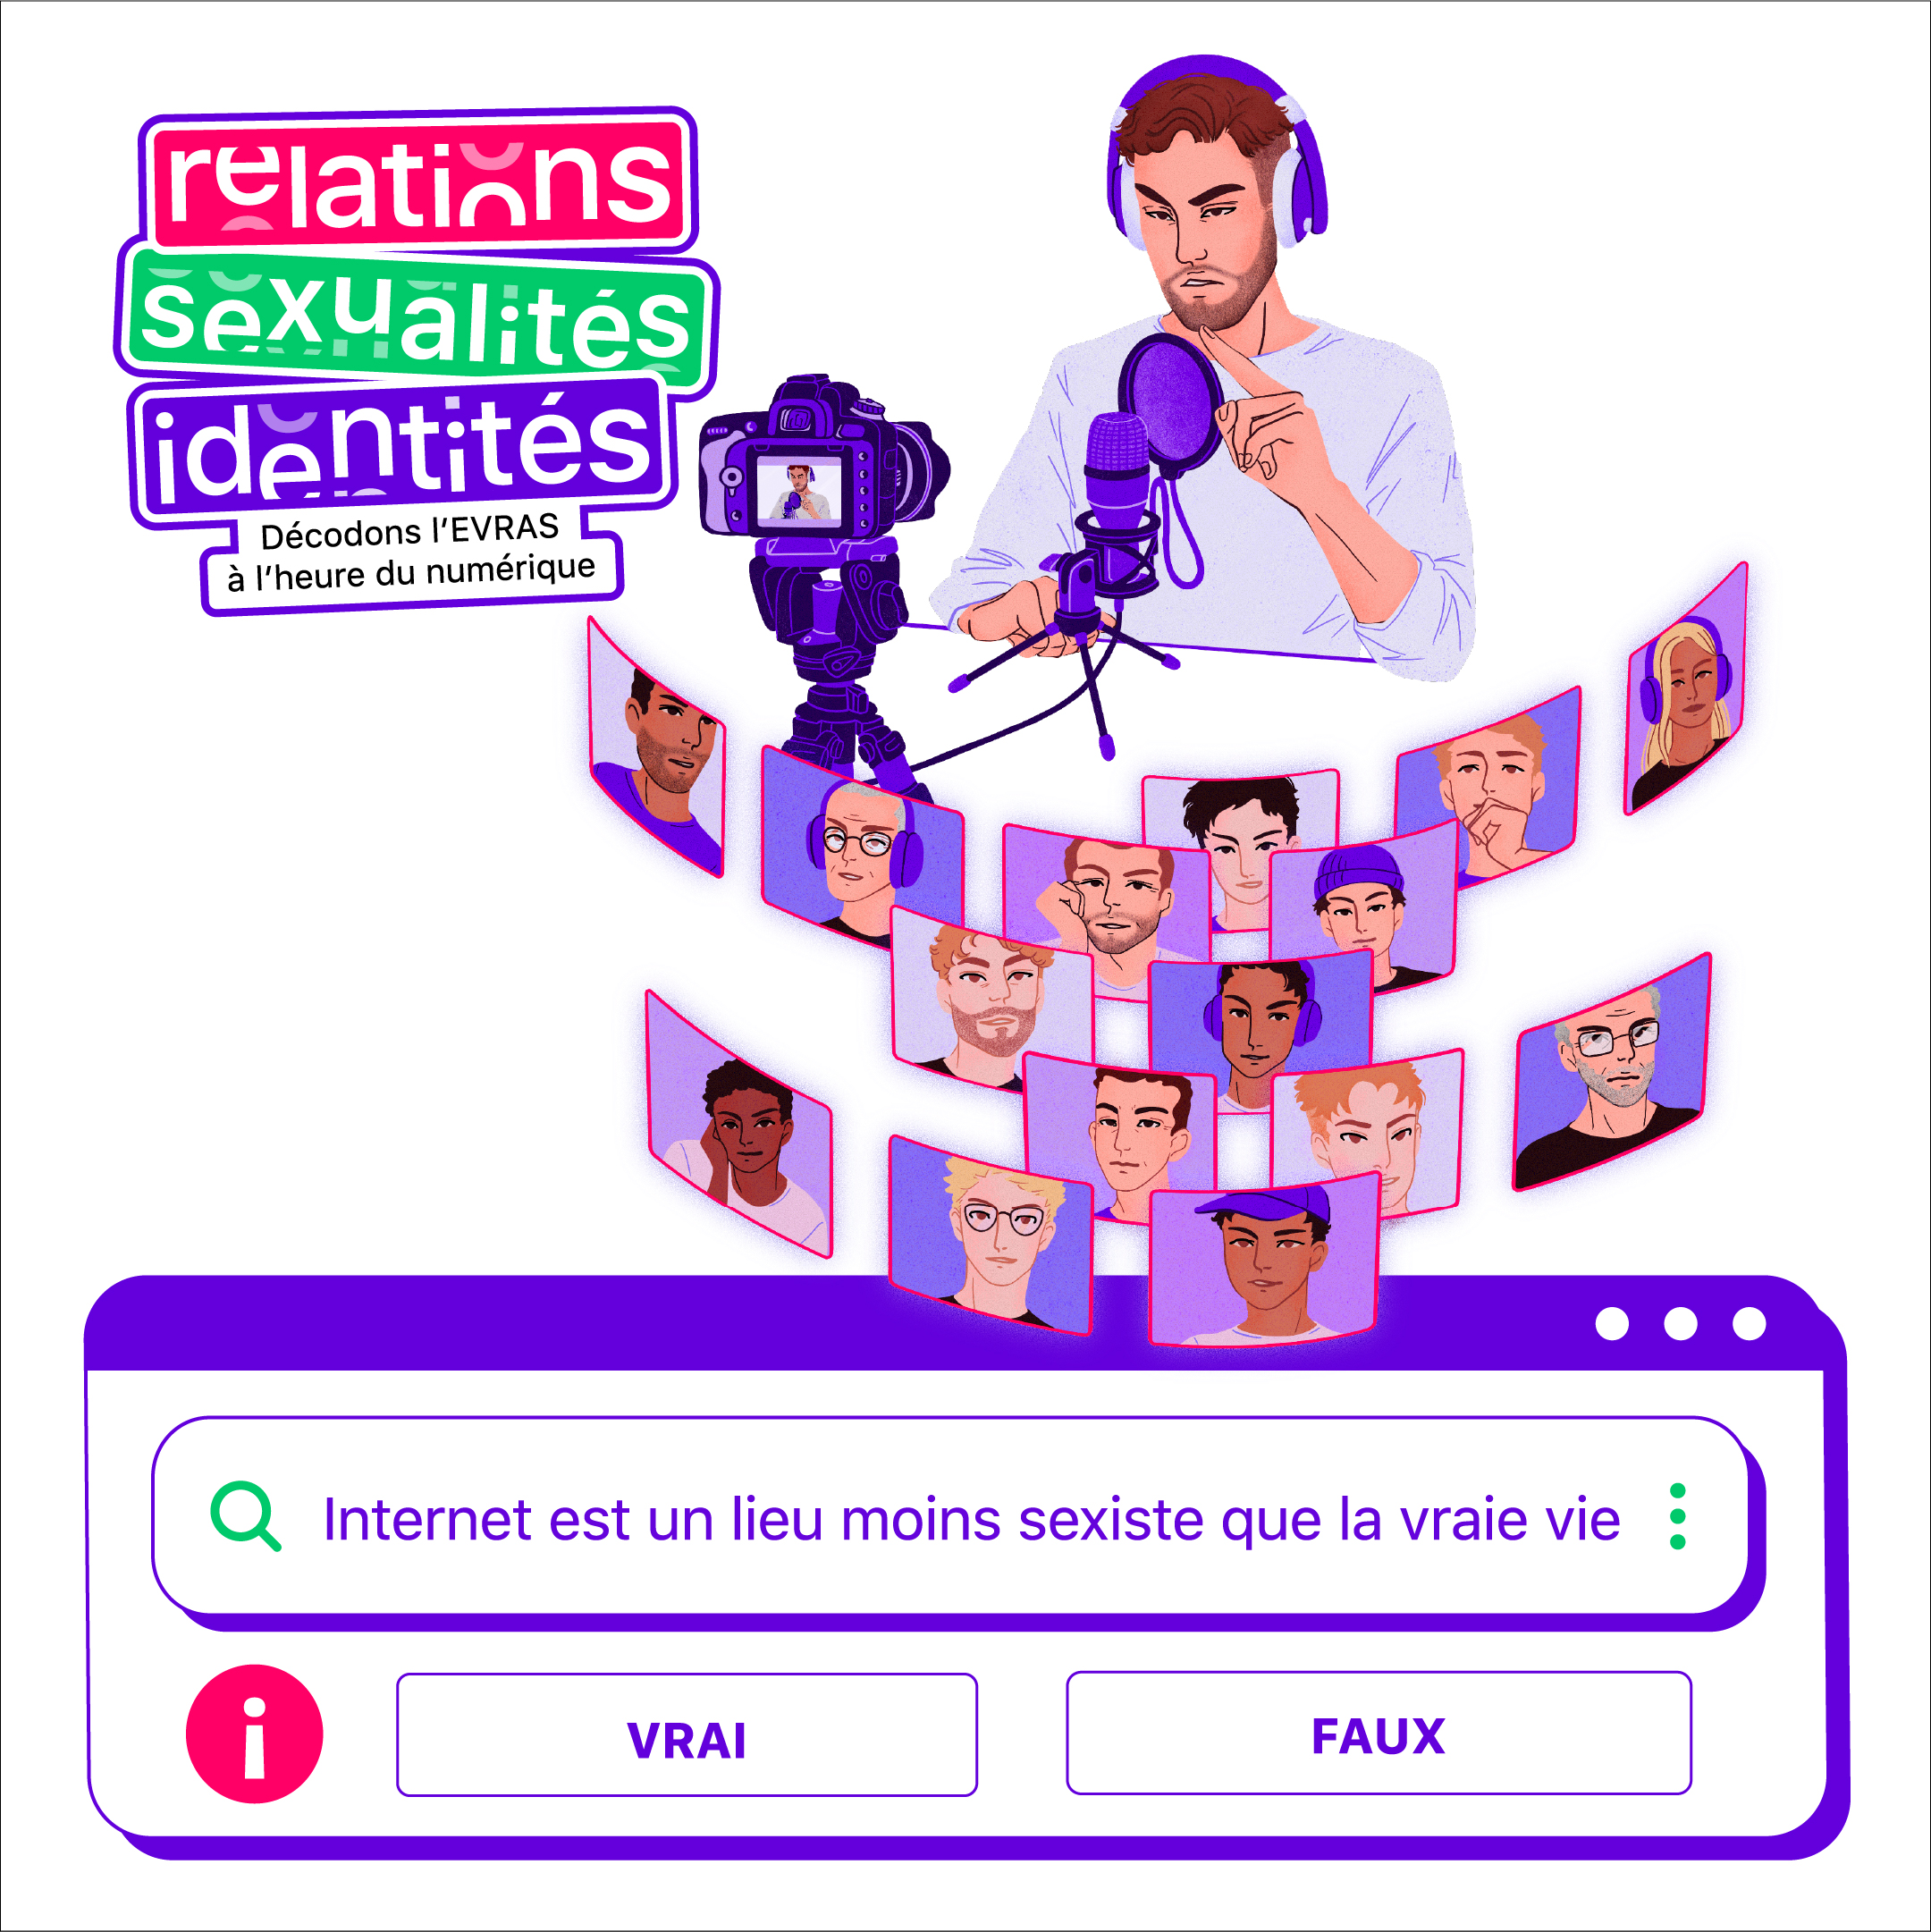 relations
sexualités
identités
Décodons l’EVRAS
à l’heure du numérique
Internet est un lieu moins sexiste que la vraie vie
i
VRAI
FAUX